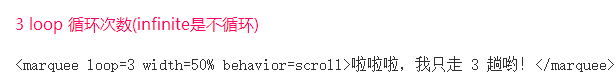 3 loop 循环次数(infinite是不循环)
<marquee loop=3 width=50% behavior=scroll>啦啦啦，我只走 3 趟哟! </marquee>